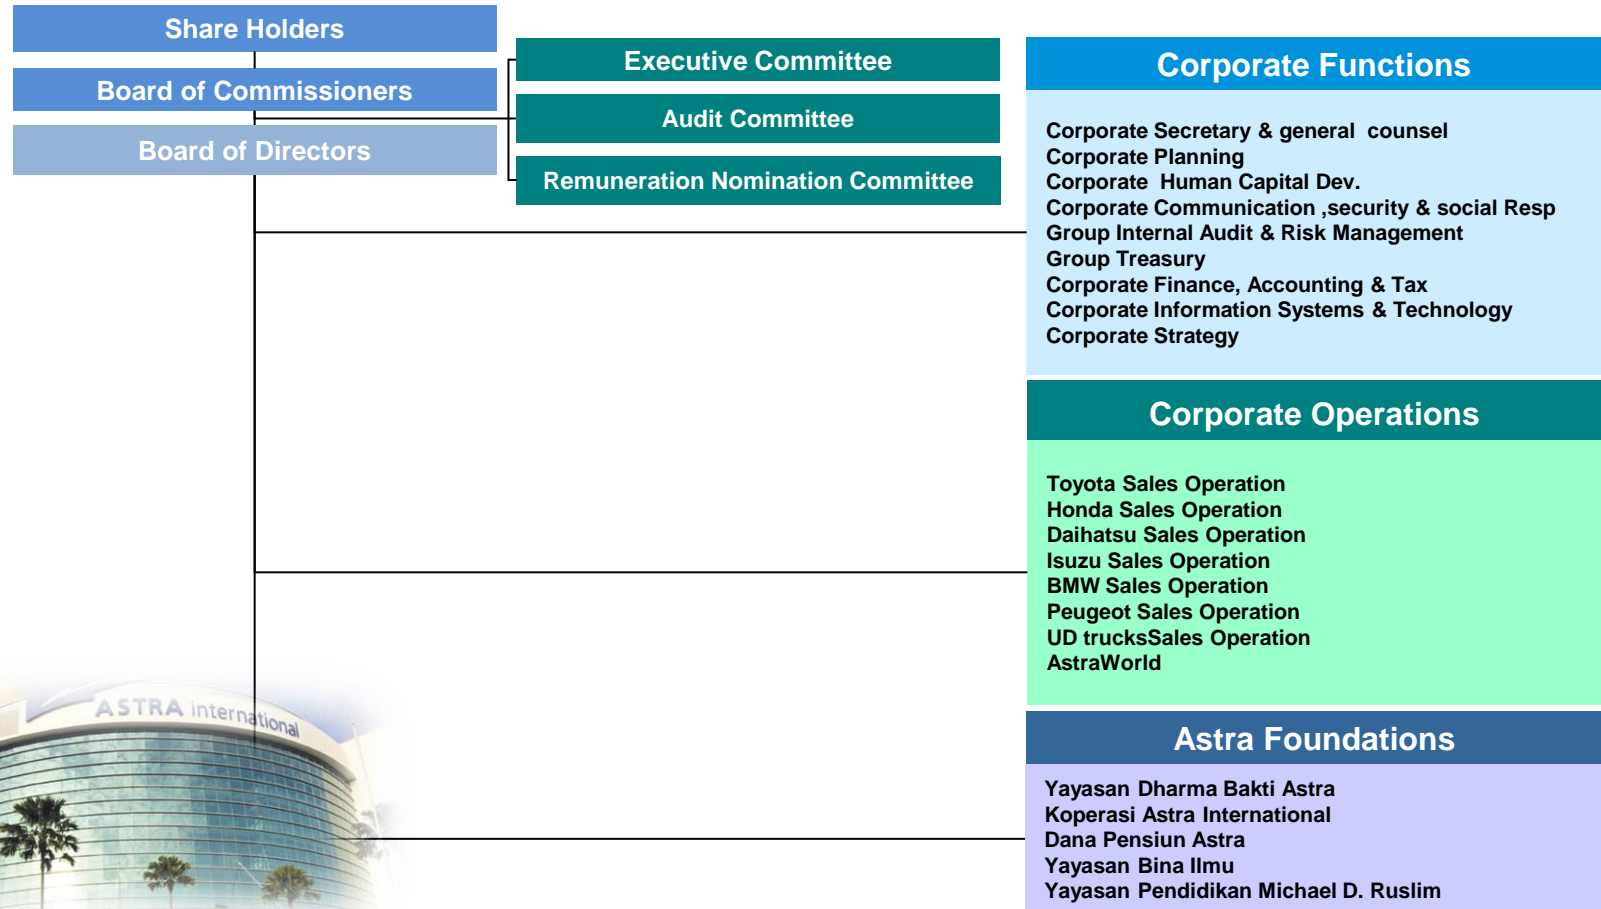 Share Holders
Board of Commissioners
Board of Directors
Executive Committee
Audit Committee
Remuneration Nomination Committee
Corporate Functions
Corporate Secretary & general counsel
Corporate Planning
Corporate Human Capital Dev.
Corporate Communication ,security & social Resp
Group Internal Audit & Risk Management
Group Treasury
Corporate Finance, Accounting & Tax
Corporate Information Systems & Technology
Corporate Strategy
Corporate Operations
Toyota Sales Operation
Honda Sales Operation
Daihatsu Sales Operation
Isuzu Sales Operation
BMW Sales Operation
Peugeot Sales Operation
UD trucksSales Operation
AstraWorld
Astra Foundations
Yayasan Dharma Bakti Astra
Koperasi Astra International
Dana Pensiun Astra
Yayasan Bina Ilmu
Yayasan Pendidikan Michael D. Ruslim
ASTRA international